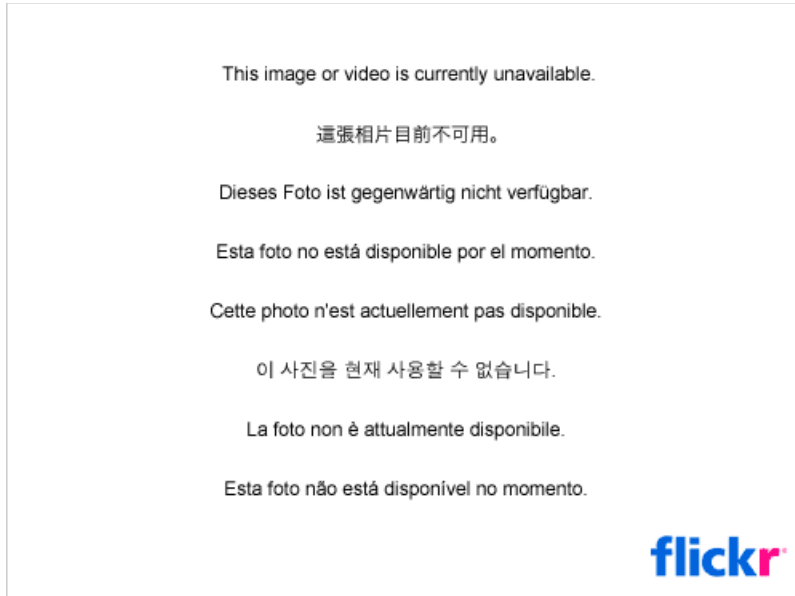 This image or video is currently unavailable.
這張相片目前不可用。
Dieses Foto ist gegenwärtig nicht verfügbar.
Esta foto no está disponible por el momento.
Cette photo n'est actuellement pas disponible.
이 사진을 현재 사용할 수 없습니다.
La foto non è attualmente disponibile.
Esta foto não está disponível no momento.
flickr